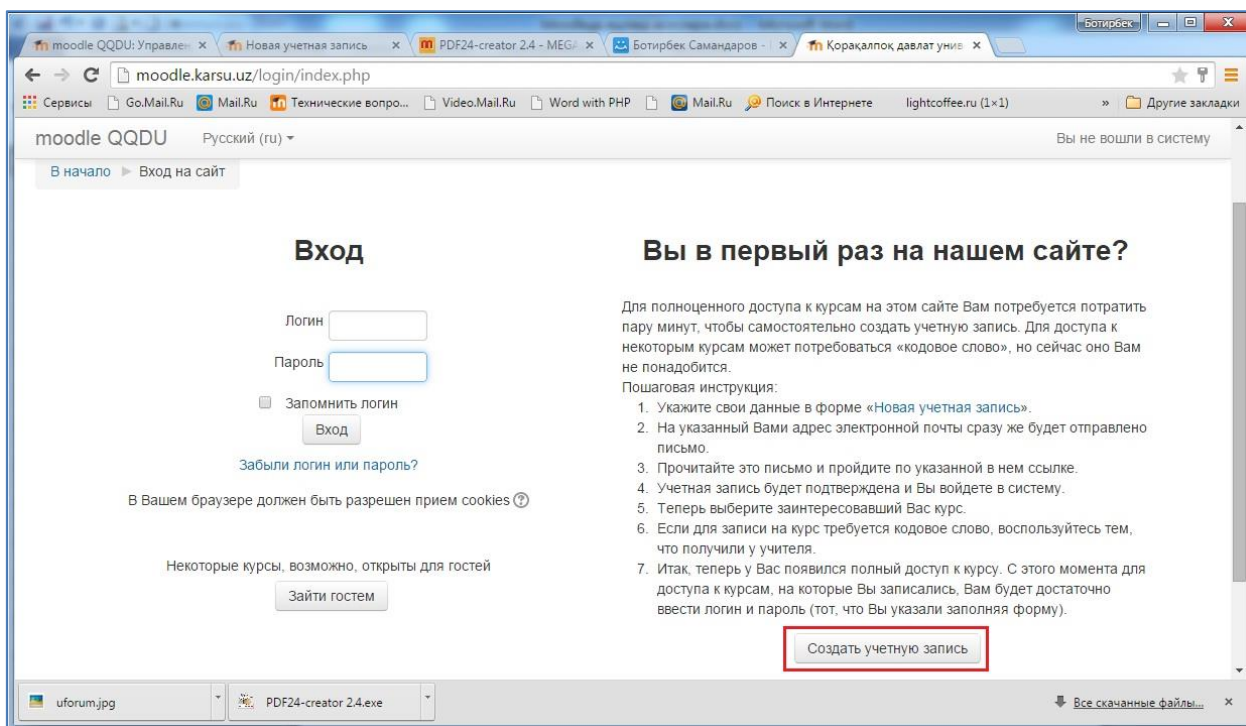 Ботирбек
moodle QQDU: Управлен
Новая учетная запись
PDF24-creator 2.4 - MEGA
Ботирбек Самандаров -
Қорақалпоқ давлат унив
moodle.karsu.uz/login/index.php
Сервисы Go.Mail.Ru Mail.Ru Технические вопро... Video.Mail.Ru Word with PHP Mail.Ru Поиск в Интернете lightcoffee.ru (1×1) » Другие закладки
moodle QQDU Русский (ru) Вы не вошли в систему
В начало ► Вход на сайт
Вход
Логин
Пароль
Запомнить логин
Вход
Забыли логин или пароль?
В Вашем браузере должен быть разрешен прием cookies
Некоторые курсы, возможно, открыты для гостей
Зайти гостем
Вы в первый раз на нашем сайте?
Для полноценного доступа к курсам на этом сайте Вам потребуется потратить
пару минут, чтобы самостоятельно создать учетную запись. Для доступа к
некоторым курсам может потребоваться «кодовое слово», но сейчас оно Вам
не понадобится.
Пошаговая инструкция:
1. Укажите свои данные в форме «Новая учетная запись».
2. На указанный Вами адрес электронной почты сразу же будет отправлено
письмо.
3. Прочитайте это письмо и пройдите по указанной в нем ссылке.
4. Учетная запись будет подтверждена и Вы войдете в систему.
5. Теперь выберите заинтересовавший Вас курс.
6. Если для записи на курс требуется кодовое слово, воспользуйтесь тем,
что получили у учителя.
7. Итак, теперь у Вас появился полный доступ к курсу. С этого момента для
доступа к курсам, на которые Вы записались, Вам будет достаточно
ввести логин и пароль (тот, что Вы указали заполняя форму).
Создать учетную запись
uforum.jpg PDF24-creator 2.4.exe Все скачанные файлы...